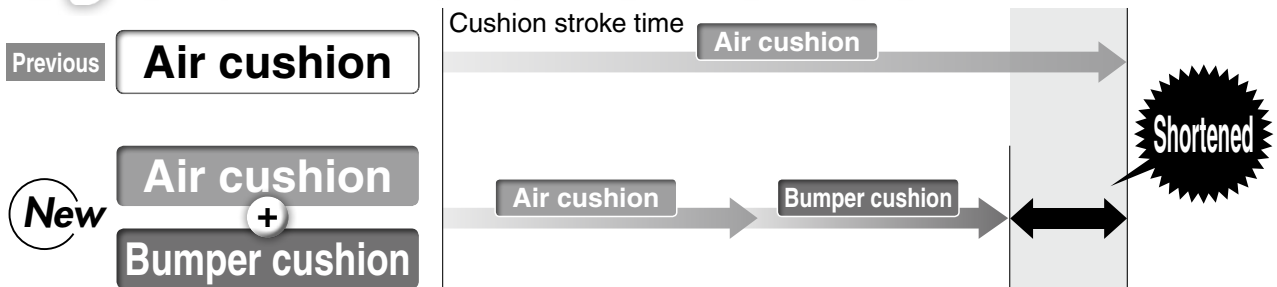 Cushion stroke time
Previous
Air cushion
Air cushion
Shortened
New
Air cushion
+
Bumper cushion
Air cushion
Bumper cushion